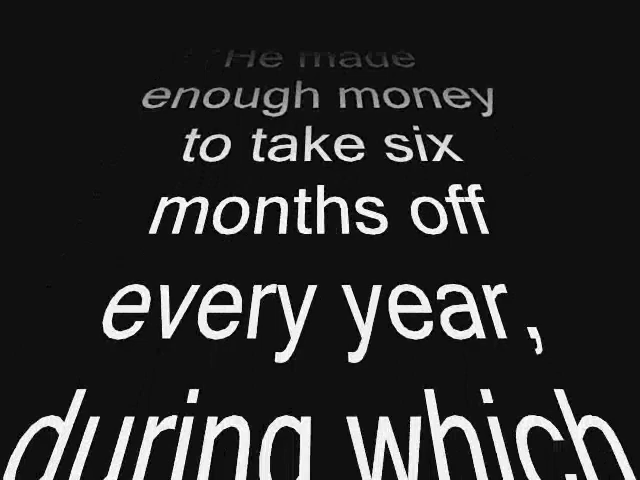 He made
enough money
to take six
months off
every year,
during which